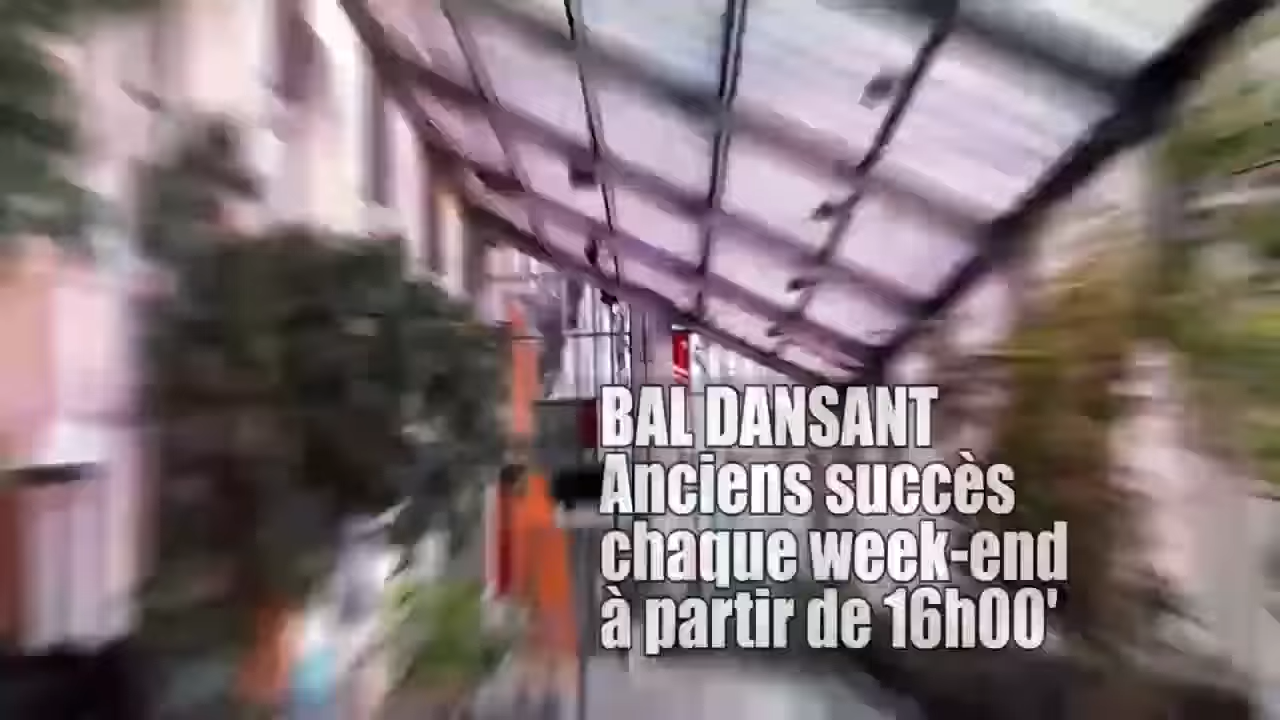 BAL DANSANT
Anciens succès
chaque week-end
à partir de 16h00'